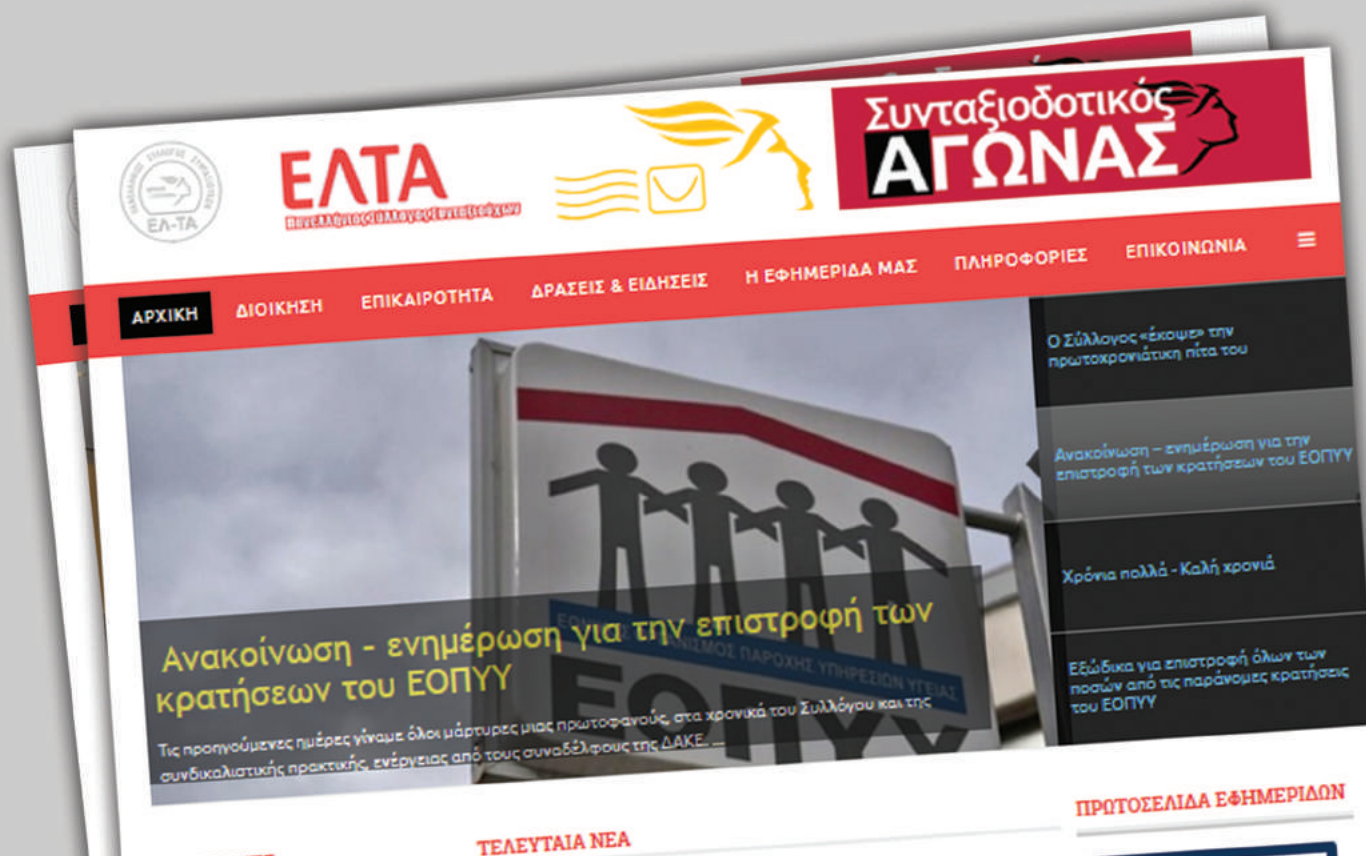 Συνταξιοδοτικός
ΑΓΩΝΑΣ
ΕΛ-ΤΑ
ΕΛΤΑ
Πανελλήνιος Σύλλογος Συνταξιούχων
ΑΡΧΙΚΗ
ΔΙΟΙΚΗΣΗ
ΕΠΙΚΑΙΡΟΤΗΤΑ
ΔΡΑΣΕΙΣ & ΕΙΔΗΣΕΙΣ
Η ΕΦΗΜΕΡΙΔΑ ΜΑΣ
ΠΛΗΡΟΦΟΡΙΕΣ
ΕΠΙΚΟΙΝΩΝΙΑ
Ο Σύλλογος «έκοψε» την
πρωτοχρονιάτικη πίτα του
Ανακοίνωση – ενημέρωση για την
επιστροφή των κρατήσεων του ΕΟΠΥΥ
Χρόνια πολλά - Καλή χρονιά
Εξώδικα για επιστροφή όλων των
ποσών από τις παράνομες κρατήσεις
του ΕΟΠΥΥ
ΠΑΡΟΧΗΣ ΥΠΗΡΕΣΙΩΝ ΥΓΕΙΑΣ
ΕΟΠΥΥ
Ανακοίνωση – ενημέρωση για την επιστροφή των
κρατήσεων του ΕΟΠΥΥ
Τις προηγούμενες ημέρες γίναμε όλοι μάρτυρες μιας πρωτοφανούς, στα χρονικά του Συλλόγου και της
συνδικαλιστικής πρακτικής, ενέργειας από τους συναδέλφους της ΔΑΚΕ. ...
ΤΕΛΕΥΤΑΙΑ ΝΕΑ
ΠΡΩΤΟΣΕΛΙΔΑ ΕΦΗΜΕΡΙΔΩΝ